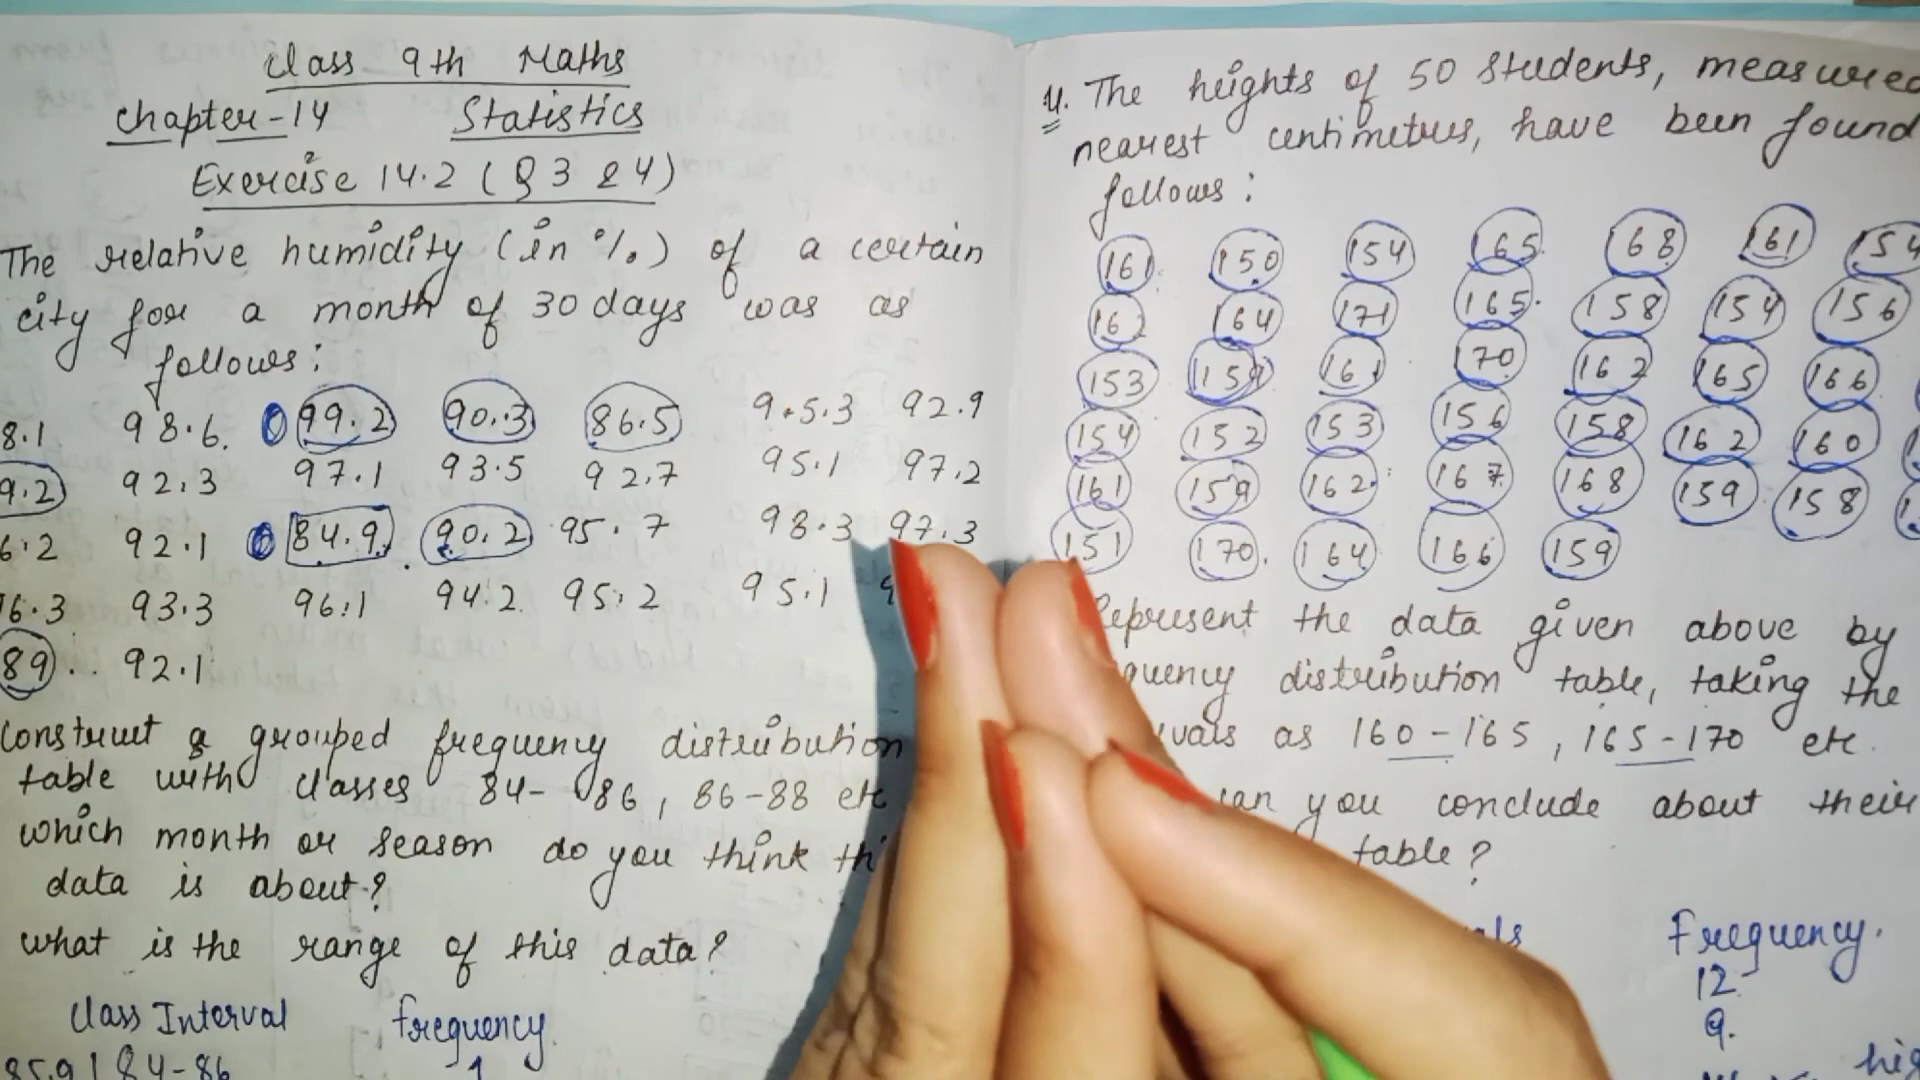 Class 9th Maths
Chapter-14 Statistics
Exercise 14.2 (Q 3 & 4)
The relative humidity (in %) of a certain
city for a month of 30 days was as
follows:
8.1 98.6 99.2 90.3 86.5 9.5.3 92.9
9.2 92.3 97.1 93.5 92.7 95.1 97.2
6.2 92.1 84.9 90.2 95.7 98.3 97.3
6.3 93.3 96.1 94.2 95.2 95.1
89 92.1
Construct a grouped frequency distribution
table with classes 84-86, 86-88 etc
which month or season do you think
data is about?
what is the range of this data?
Class Interval frequency
85.9 | 84-86 1
4. The heights of 50 students, measured
nearest centimetres, have been found
follows:
161 150 154 165 168 161 154
162 164 171 165 158 154 156
153 159 161 170 162 165 166
154 152 153 156 158 162 160
161 159 162 167 168 159 158
151 170 164 166 159
Represent the data given above by
distribution table, taking the
as 160-165, 165-170 etc.
can you conclude about their
table?
Frequency.
12
9.